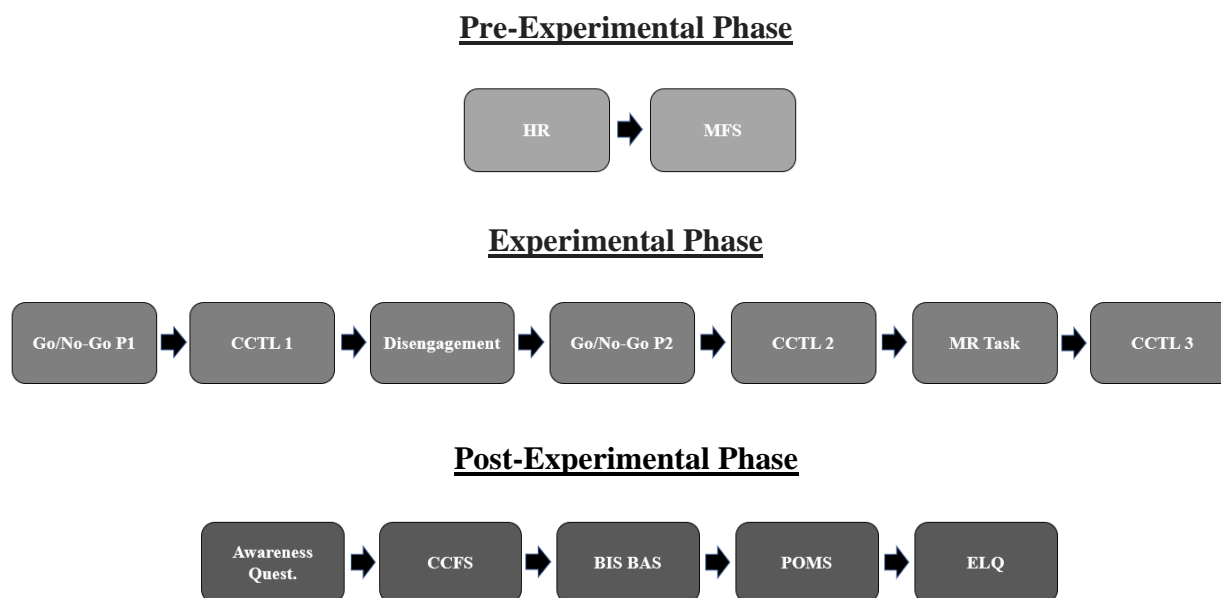 Pre-Experimental Phase
HR
MFS
Experimental Phase
Go/No-Go P1
CCTL 1
Disengagement
Go/No-Go P2
CCTL 2
MR Task
CCTL 3
Post-Experimental Phase
Awareness
Quest.
CCFS
BIS BAS
POMS
ELQ